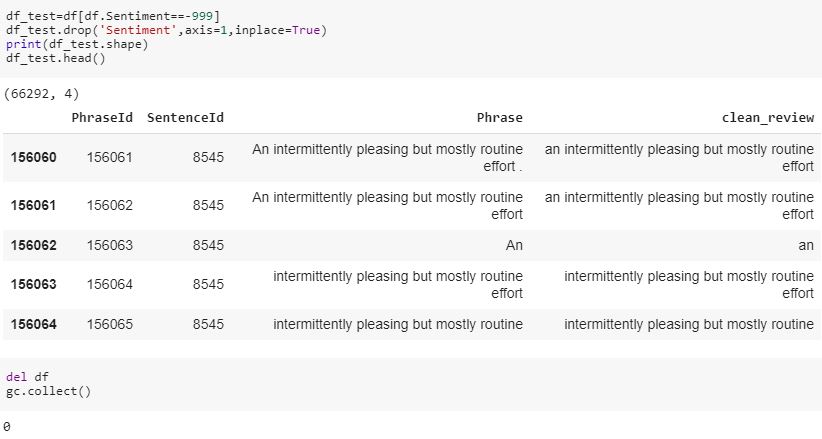 df_test=df[df.Sentiment==-999]
df_test.drop('Sentiment',axis=1,inplace=True)
print(df_test.shape)
df_test.head()
(66292, 4)
PhraseId SentenceId Phrase clean_review
156060 156061 8545 An intermittently pleasing but mostly routine effort . an intermittently pleasing but mostly routine effort
156061 156062 8545 An intermittently pleasing but mostly routine effort an intermittently pleasing but mostly routine effort
156062 156063 8545 An an
156063 156064 8545 intermittently pleasing but mostly routine effort intermittently pleasing but mostly routine effort
156064 156065 8545 intermittently pleasing but mostly routine intermittently pleasing but mostly routine
del df
gc.collect()
0